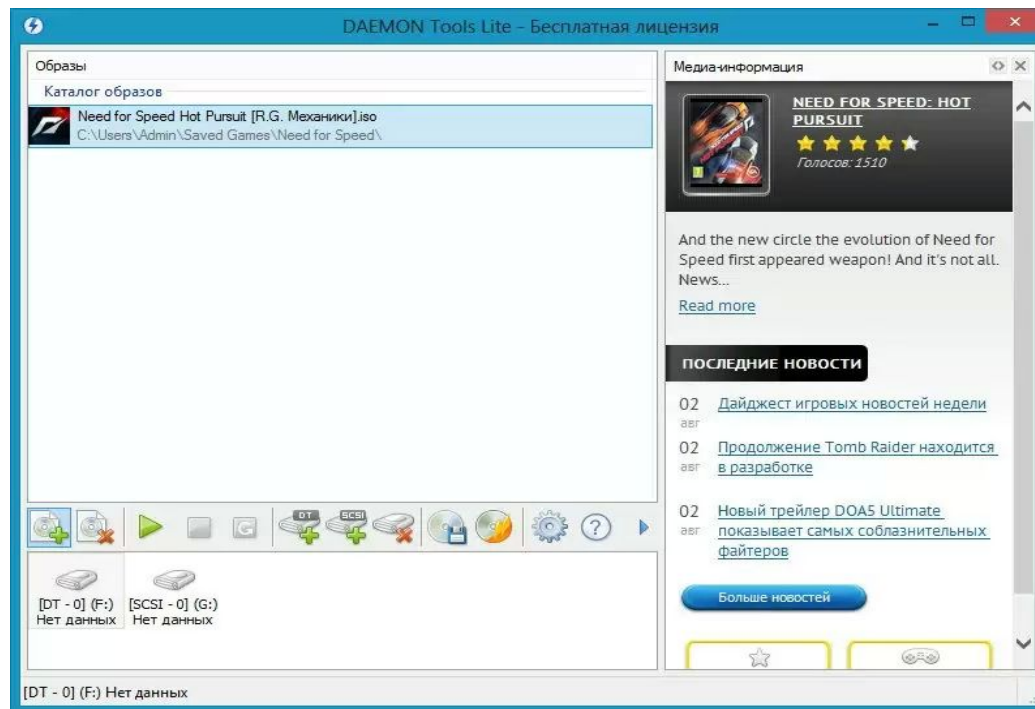 DAEMON Tools Lite - Бесплатная лицензия
Образы
Каталог образов
Need for Speed Hot Pursuit [R.G. Механики].iso
C:\Users\Admin\Saved Games\Need for Speed\
DT
SCSI
[DT - 0] (F:)
Нет данных
[SCSI - 0] (G:)
Нет данных
[DT - 0] (F:) Нет данных
Медиа-информация
NEED FOR SPEED: HOT
PURSUIT
Голосов: 1510
And the new circle the evolution of Need for
Speed first appeared weapon! And it's not all.
News...
Read more
ПОСЛЕДНИЕ НОВОСТИ
02 Дайджест игровых новостей недели
авг
02 Продолжение Tomb Raider находится
авг в разработке
02 Новый трейлер DOA5 Ultimate
авг показывает самых соблазнительных
файтеров
Больше новостей